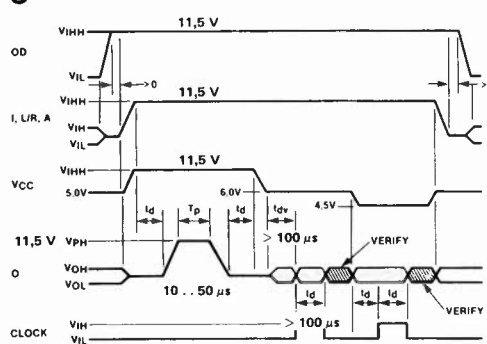 11,5 V
VIHH
OD
VIL
> 0
>
11,5 V
VIHH
I, L/R, A
VIH
VIL
11,5 V
VIHH
VCC
5.0V
6,0V
4,5V
td
Tp
td
tdv
> 100 µs
11,5 V
VPH
VERIFY
O
VOH
VOL
10 .. 50 µs
td
td
td
VERIFY
CLOCK
VIH
VIL
> 100 µs